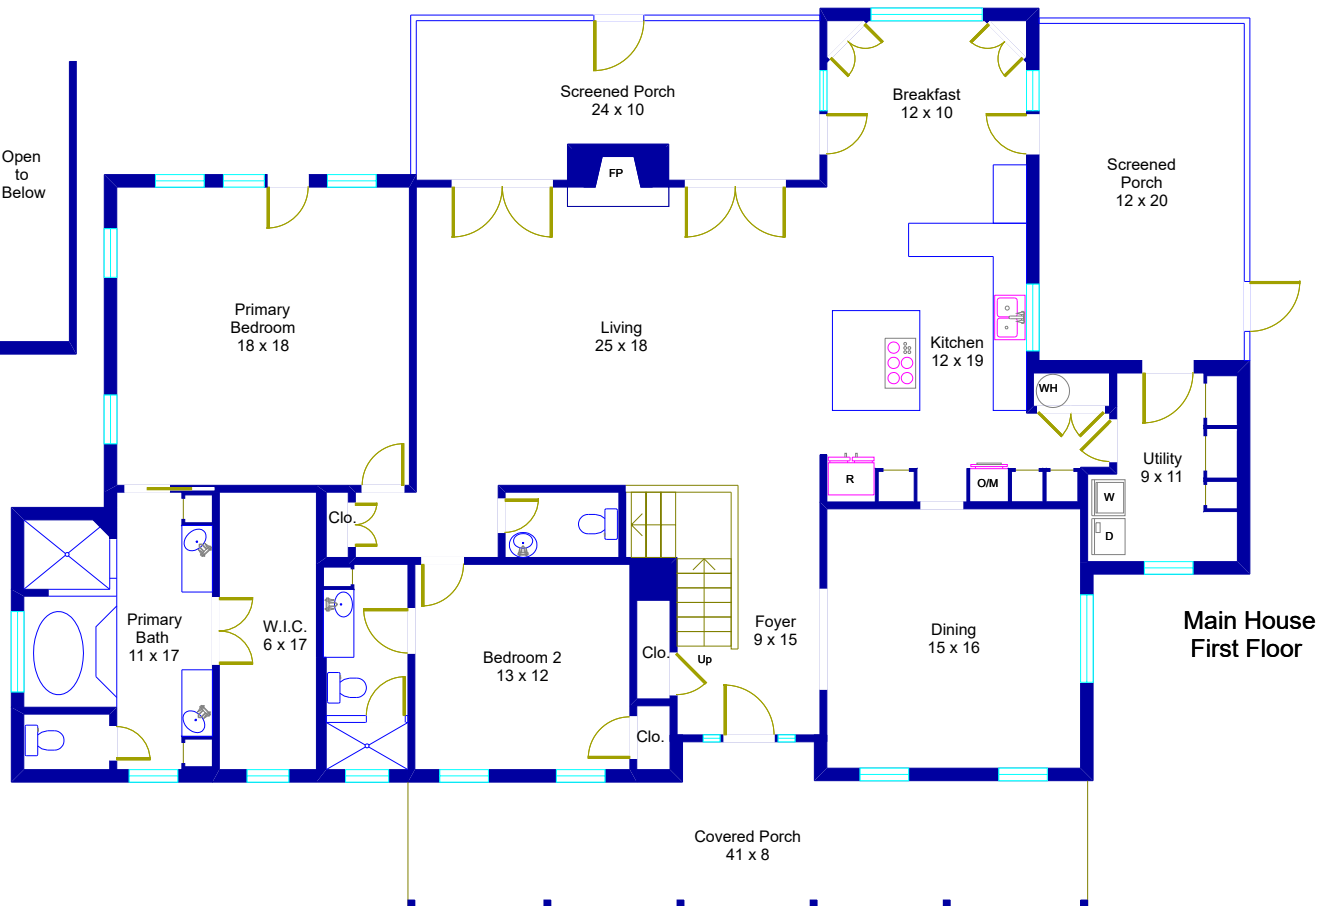 Screened Porch
24 x 10
Breakfast
12 x 10
Open
to
Below
FP
Screened
Porch
12 x 20
Primary
Bedroom
18 x 18
Living
25 x 18
Kitchen
12 x 19
WH
Utility
9 x 11
R
O/M
W
D
Clo.
Primary
Bath
11 x 17
W.I.C.
6 x 17
Bedroom 2
13 x 12
Clo.
Up
Foyer
9 x 15
Dining
15 x 16
Main House
First Floor
Clo.
Covered Porch
41 x 8